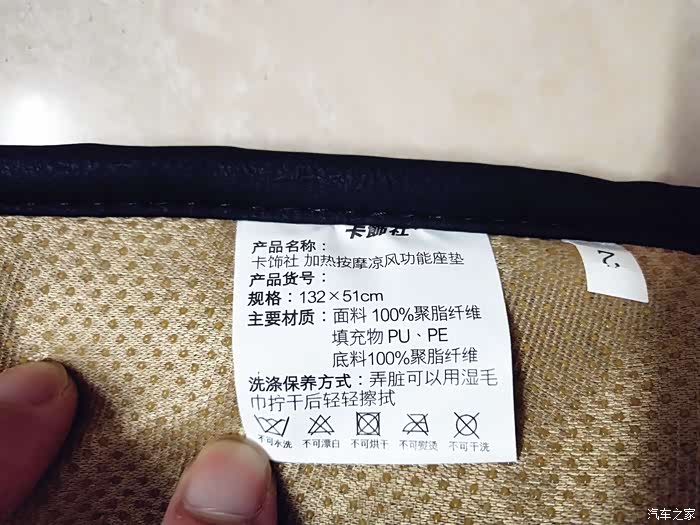 卡饰社
产品名称：
卡饰社 加热按摩凉风功能座垫
产品货号：
规格：132×51cm
主要材质：面料 100%聚脂纤维
填充物 PU、PE
底料100%聚脂纤维
洗涤保养方式：弄脏可以用湿毛
巾拧干后轻轻擦拭
不可水洗 不可漂白 不可烘干 不可熨烫 不可干洗
汽车之家